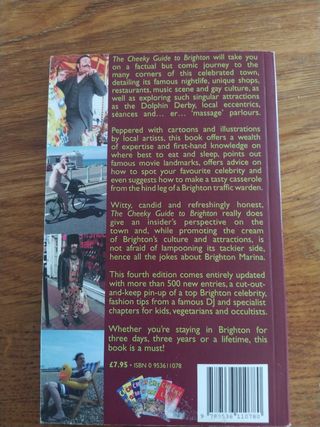 The Cheeky Guide to Brighton will take you
on a factual but comic journey to the
many corners of this celebrated town,
detailing its famous nightlife, unique shops,
restaurants, music scene and gay culture, as
well as exploring such singular attractions
as the Dolphin Derby, local eccentrics,
séances and... er... 'massage' parlours.
Peppered with cartoons and illustrations
by local artists, this book offers a wealth
of expertise and first-hand knowledge on
where best to eat and sleep, points out
famous movie landmarks, offers advice on
how to spot your favourite celebrity and
even suggests how to make a tasty casserole
from the hind leg of a Brighton traffic warden.
Witty, candid and refreshingly honest,
The Cheeky Guide to Brighton really does
give an insider's perspective on the
town and, while promoting the cream
of Brighton's culture and attractions, is
not afraid of lampooning its tackier side,
hence all the jokes about Brighton Marina.
This fourth edition comes entirely updated
with more than 500 new entries, a cut-out-
and-keep pin-up of a top Brighton celebrity,
fashion tips from a famous DJ and specialist
chapters for kids, vegetarians and occultists.
Whether you're staying in Brighton for
three days, three years or a lifetime, this
book is a must!
£7.95 - ISBN 0 953611078
9 780953 611078